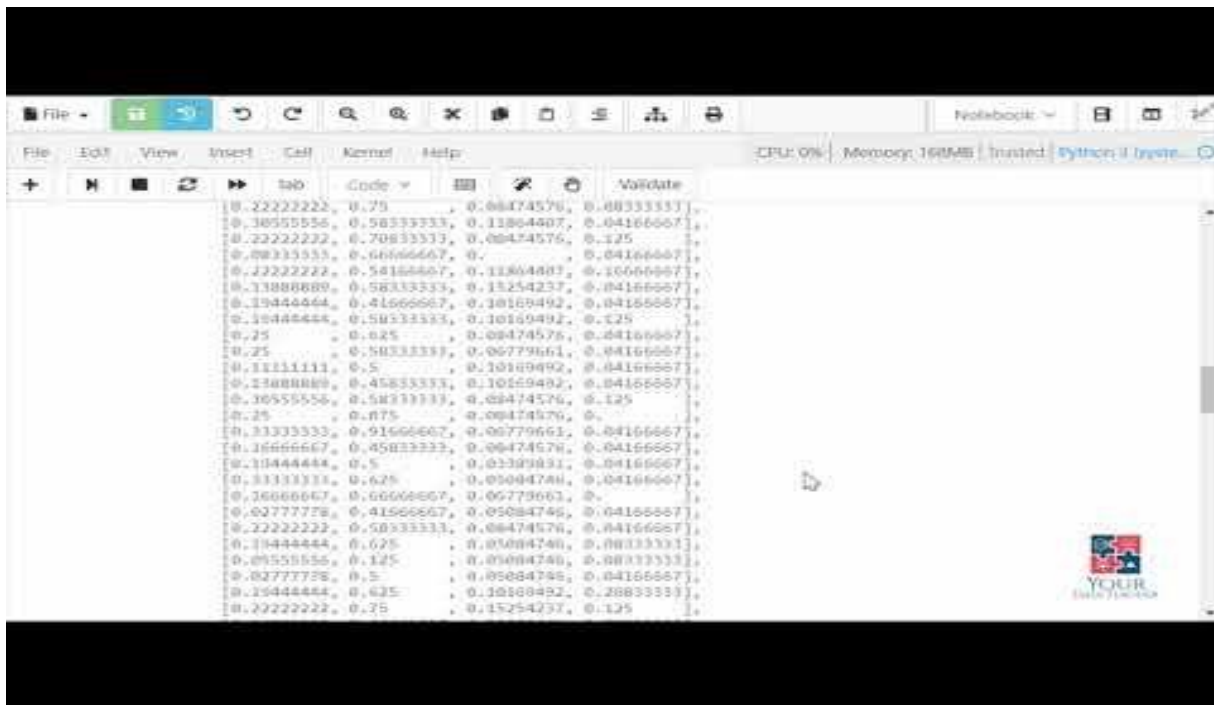 File
Notebook
File Edit View Insert Cell Kernel Help CPU: 0% Memory: 168MB Trusted Python 3
tab Code Validate
[0.22222222, 0.75 , 0.08474576, 0.08333333],
[0.30555556, 0.58333333, 0.11864407, 0.04166667],
[0.22222222, 0.70833333, 0.08474576, 0.125 ],
[0.08333333, 0.66666667, 0. , 0.04166667],
[0.22222222, 0.54166667, 0.11864407, 0.16666667],
[0.13888889, 0.58333333, 0.15254237, 0.04166667],
[0.19444444, 0.41666667, 0.10169492, 0.04166667],
[0.19444444, 0.58333333, 0.10169492, 0.125 ],
[0.25 , 0.625 , 0.08474576, 0.04166667],
[0.25 , 0.58333333, 0.06779661, 0.04166667],
[0.11111111, 0.5 , 0.10169492, 0.04166667],
[0.13888889, 0.45833333, 0.10169492, 0.04166667],
[0.30555556, 0.58333333, 0.08474576, 0.125 ],
[0.25 , 0.875 , 0.08474576, 0. ],
[0.33333333, 0.91666667, 0.06779661, 0.04166667],
[0.16666667, 0.45833333, 0.08474576, 0.04166667],
[0.19444444, 0.5 , 0.03389831, 0.04166667],
[0.33333333, 0.625 , 0.05084746, 0.04166667],
[0.16666667, 0.66666667, 0.06779661, 0. ],
[0.02777778, 0.41666667, 0.05084746, 0.04166667],
[0.22222222, 0.58333333, 0.08474576, 0.04166667],
[0.19444444, 0.625 , 0.05084746, 0.08333333],
[0.05555556, 0.125 , 0.05084746, 0.08333333],
[0.02777778, 0.5 , 0.05084746, 0.04166667],
[0.19444444, 0.625 , 0.10169492, 0.20833333],
[0.22222222, 0.75 , 0.15254237, 0.125 ],
YOUR
DATA TEACHER